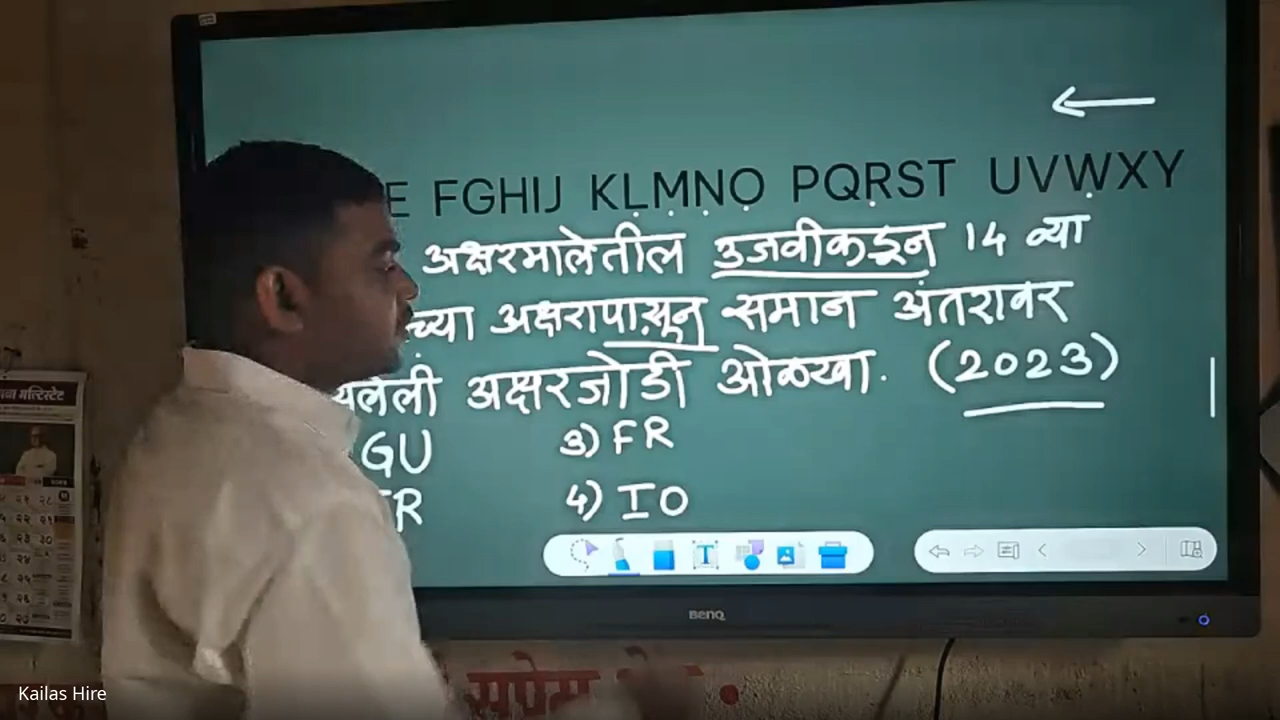 E FGHIJ KLMNO PQRST UVWXY
अक्षरमालेतील उजवीकडून 14 व्या
च्या अक्षरापासून समान अंतरावर
लेली अक्षरजोडी ओळखा. (2023)
GU 3) FR
R 4) IO
T
BenQ
मल्टिस्टेट
Kailas Hire